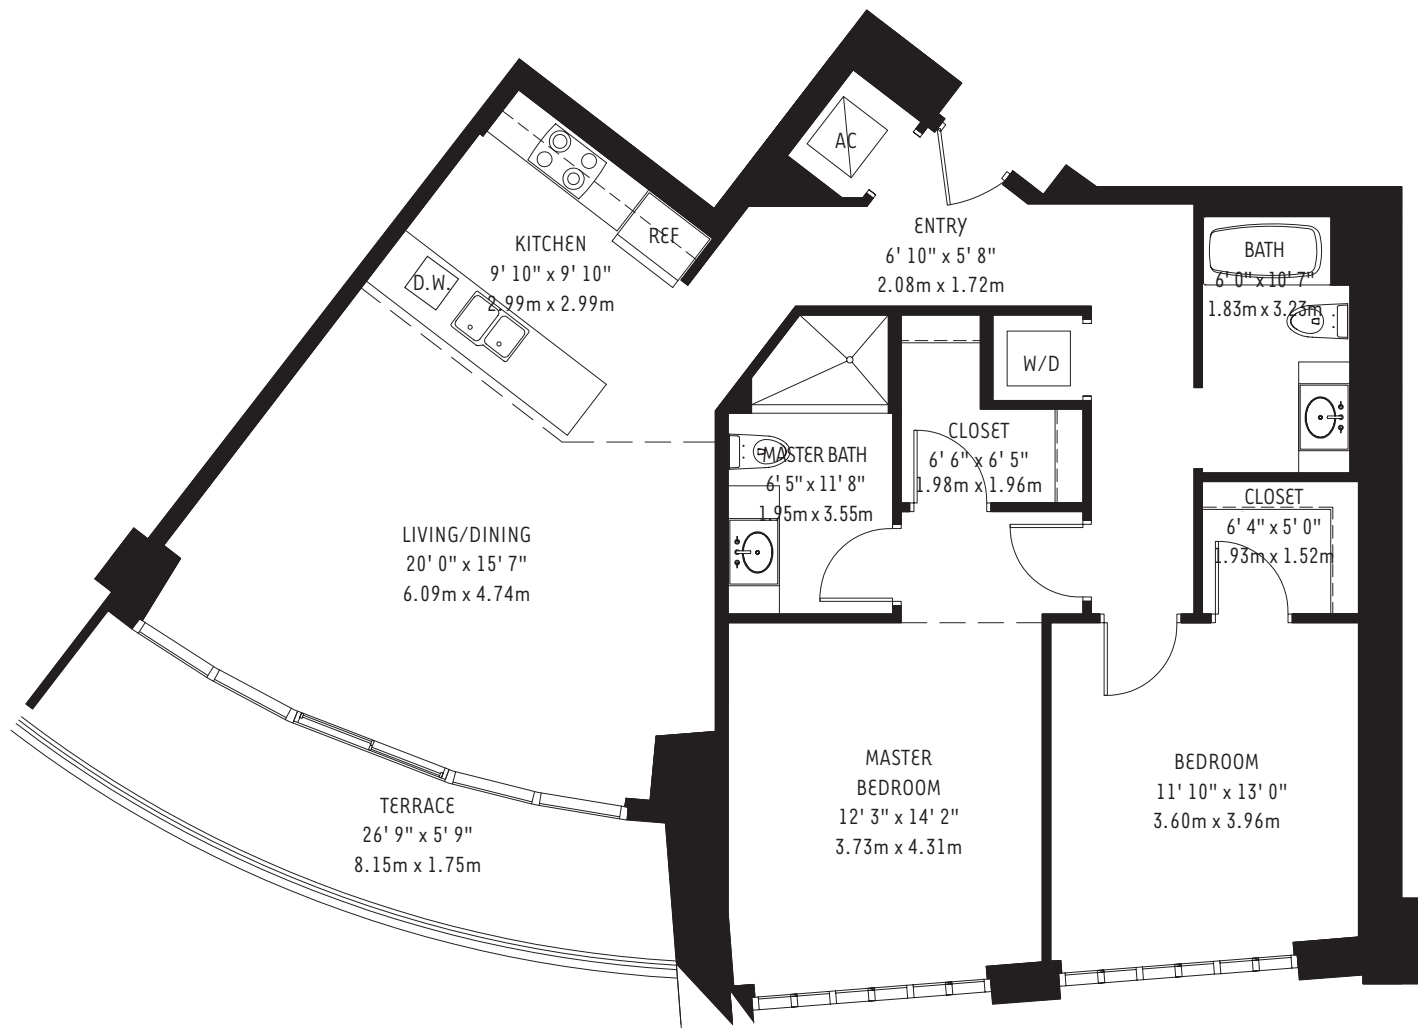 AC
ENTRY
6' 10" x 5' 8"
2.08m x 1.72m
REF
KITCHEN
9' 10" x 9' 10"
2.99m x 2.99m
D.W.
BATH
6' 0" x 10' 7"
1.83m x 3.23m
W/D
CLOSET
6' 6" x 6' 5"
1.98m x 1.96m
MASTER BATH
6' 5" x 11' 8"
1.95m x 3.55m
CLOSET
6' 4" x 5' 0"
1.93m x 1.52m
LIVING/DINING
20' 0" x 15' 7"
6.09m x 4.74m
TERRACE
26' 9" x 5' 9"
8.15m x 1.75m
MASTER
BEDROOM
12' 3" x 14' 2"
3.73m x 4.31m
BEDROOM
11' 10" x 13' 0"
3.60m x 3.96m